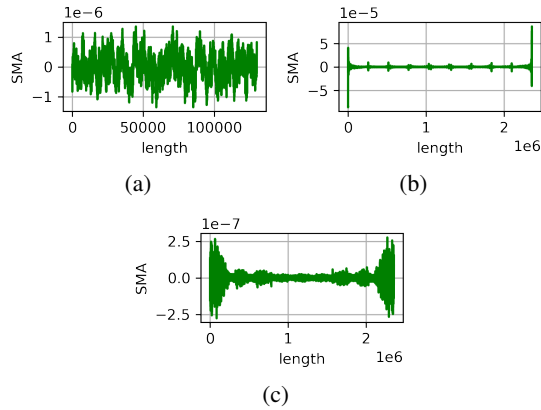 1e−6
1
0
−1
SMA
0 50000 100000
length
(a)
1e−5
5
0
−5
SMA
0 1 2
length
1e6
(b)
1e−7
2.5
0.0
−2.5
SMA
0 1 2
length
1e6
(c)